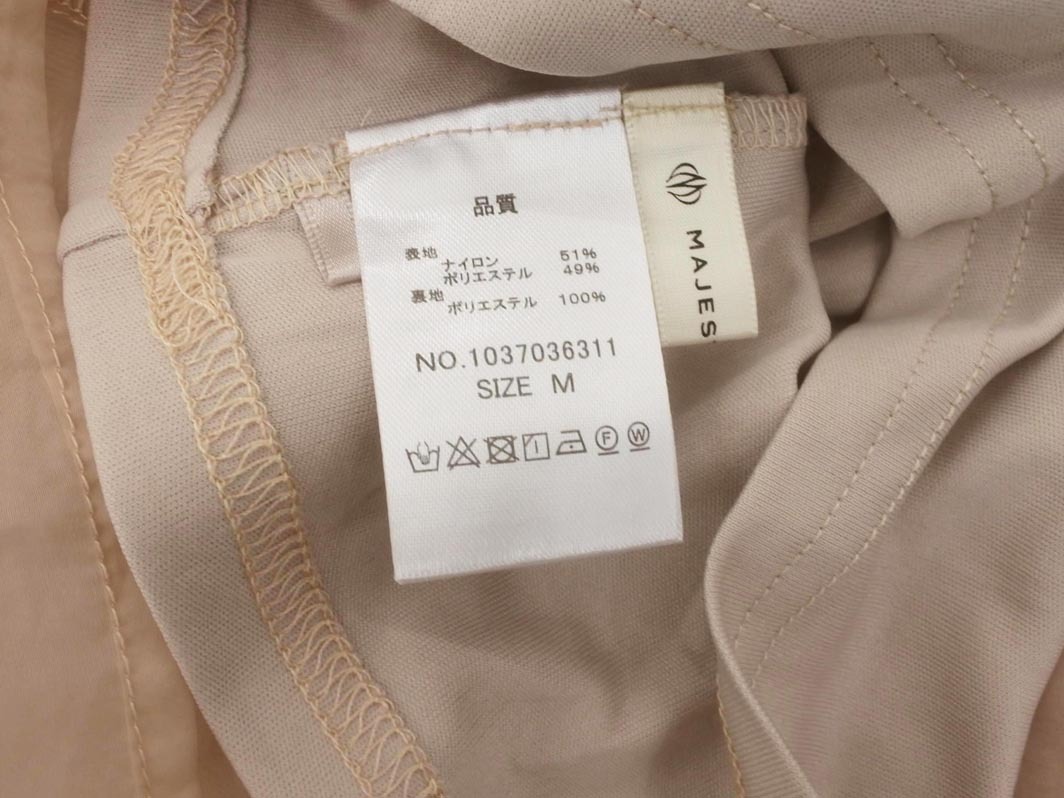 品質
表地
ナイロン 51%
ポリエステル 49%
裏地
ポリエステル 100%
NO.1037036311
SIZE M
F W
MAJES